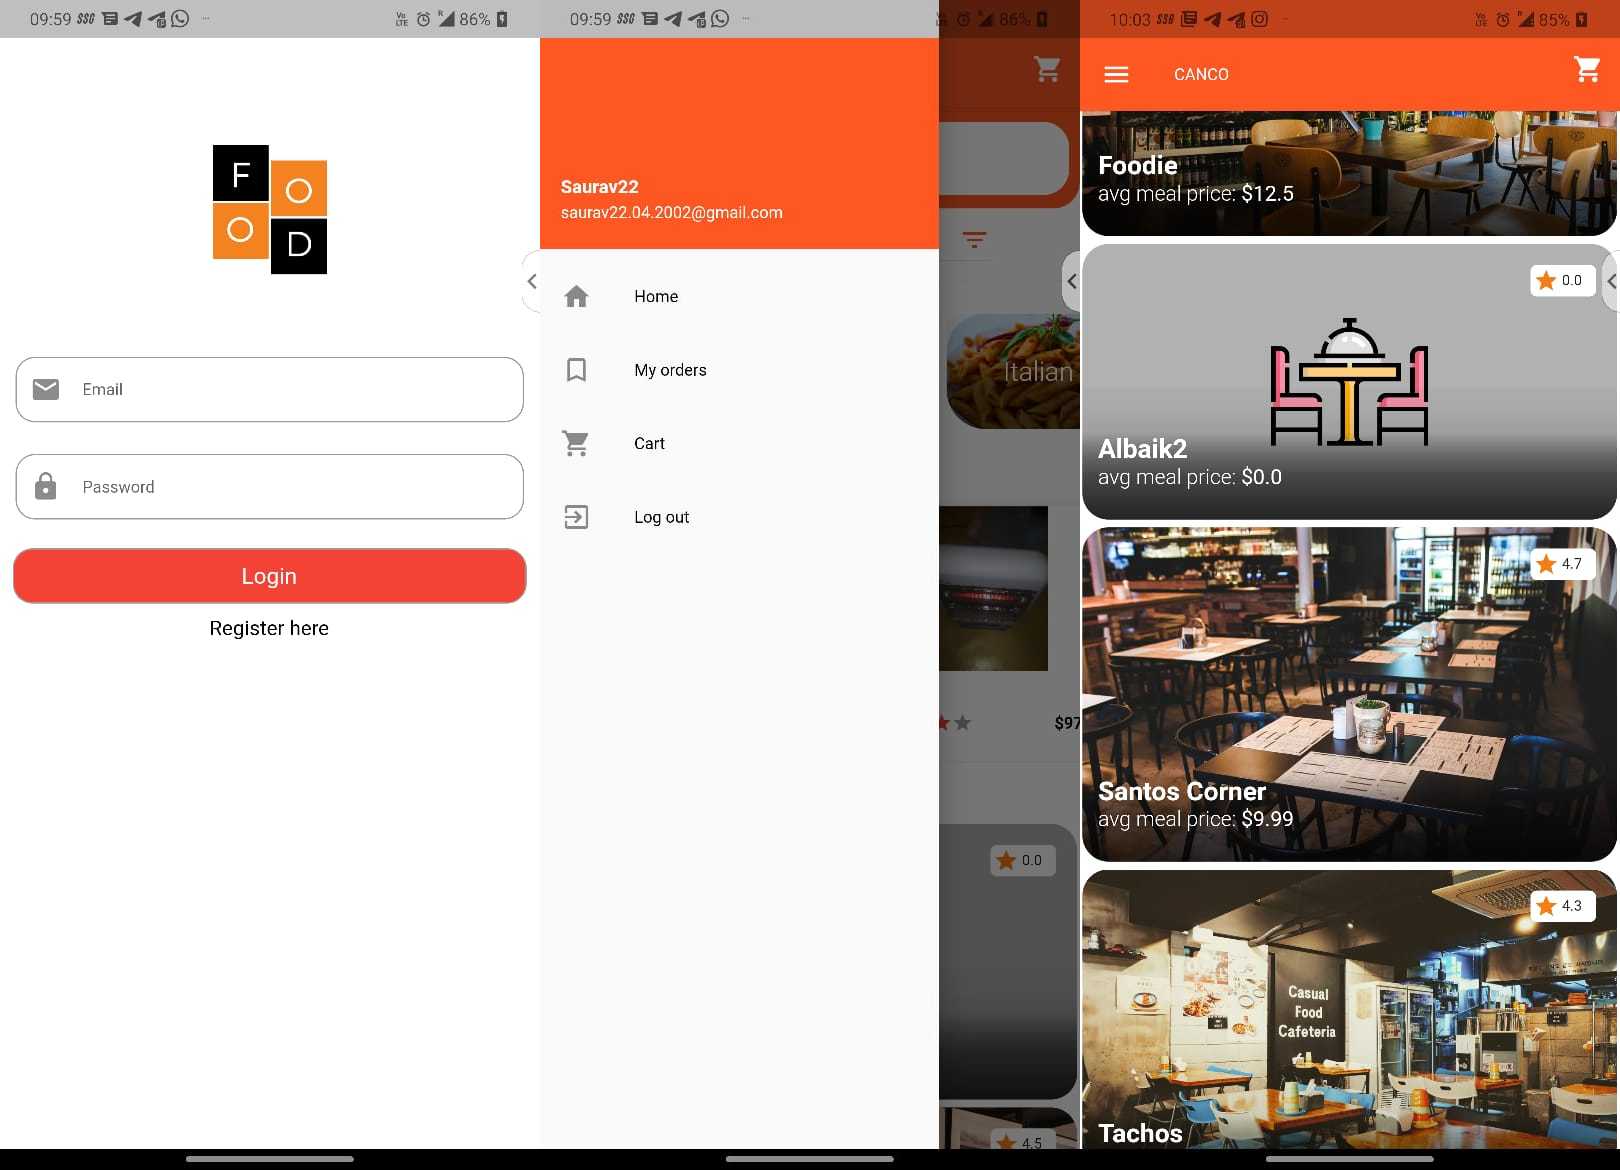 09:59
86%
F
O
O
D
Email
Password
Login
Register here
09:59
86%
Saurav22
saurav22.04.2002@gmail.com
Home
My orders
Cart
Log out
Italian
$97
0.0
4.5
10:03
85%
CANCO
Foodie
avg meal price: $12.5
0.0
Albaik2
avg meal price: $0.0
4.7
Santos Corner
avg meal price: $9.99
4.3
Casual
Food
Cafeteria
Tachos